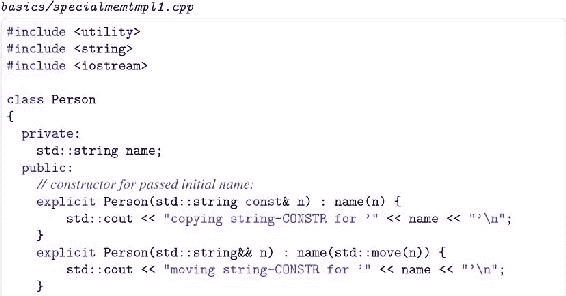 basics/specialmemtmpl1.cpp
#include <utility>
#include <string>
#include <iostream>
class Person
{
private:
std::string name;
public:
// constructor for passed initial name:
explicit Person(std::string const& n) : name(n) {
std::cout << "copying string-CONSTR for ’" << name << "’\n";
}
explicit Person(std::string&& n) : name(std::move(n)) {
std::cout << "moving string-CONSTR for ’" << name << "’\n";
}